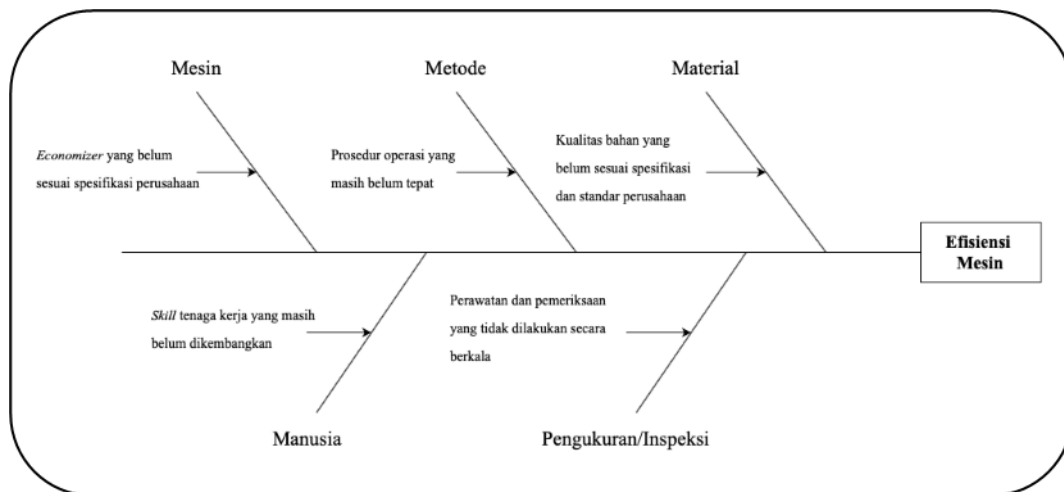 Mesin
Metode
Material
Economizer yang belum
sesuai spesifikasi perusahaan
Prosedur operasi yang
masih belum tepat
Kualitas bahan yang
belum sesuai spesifikasi
dan standar perusahaan
Efisiensi
Mesin
Skill tenaga kerja yang masih
belum dikembangkan
Perawatan dan pemeriksaan
yang tidak dilakukan secara
berkala
Manusia
Pengukuran/Inspeksi